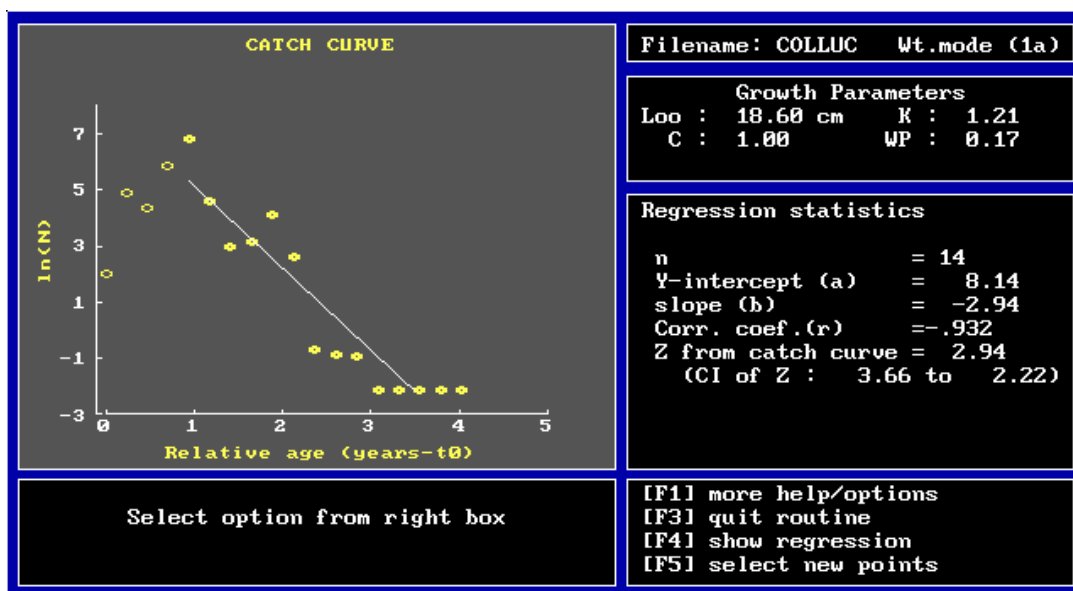 CATCH CURVE
ln(N)
7
5
3
1
-1
-3
0 1 2 3 4 5
Relative age (years-t0)
Filename: COLLUC Wt.mode (1a)
Growth Parameters
Loo : 18.60 cm K : 1.21
C : 1.00 WP : 0.17
Regression statistics
n = 14
Y-intercept (a) = 8.14
slope (b) = -2.94
Corr. coef.(r) =-.932
Z from catch curve = 2.94
(CI of Z : 3.66 to 2.22)
Select option from right box
[F1] more help/options
[F3] quit routine
[F4] show regression
[F5] select new points